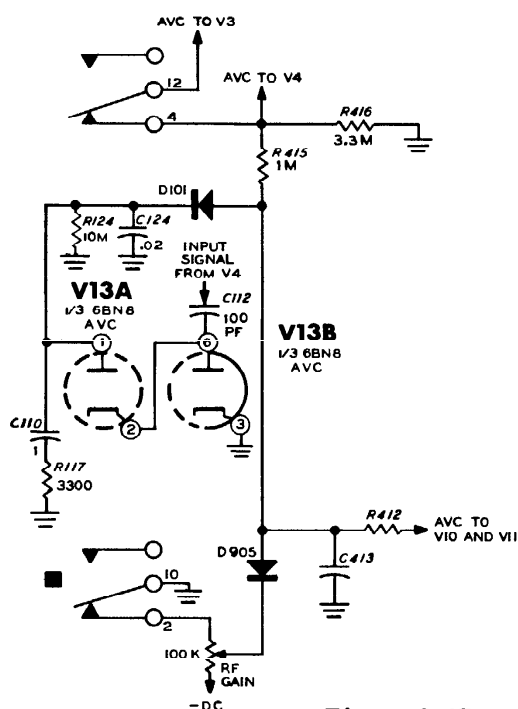 AVC TO V3
12
AVC TO V4
4
R416
3.3M
R415
1M
D101
R124
10M
C124
.02
INPUT
SIGNAL
FROM V4
V13A
1/3 6BN8
AVC
C112
100
PF
V13B
1/3 6BN8
AVC
1
6
2
3
C110
1
R117
3300
R412
AVC TO
V10 AND V11
D905
C413
10
2
100K
RF
GAIN
-DC